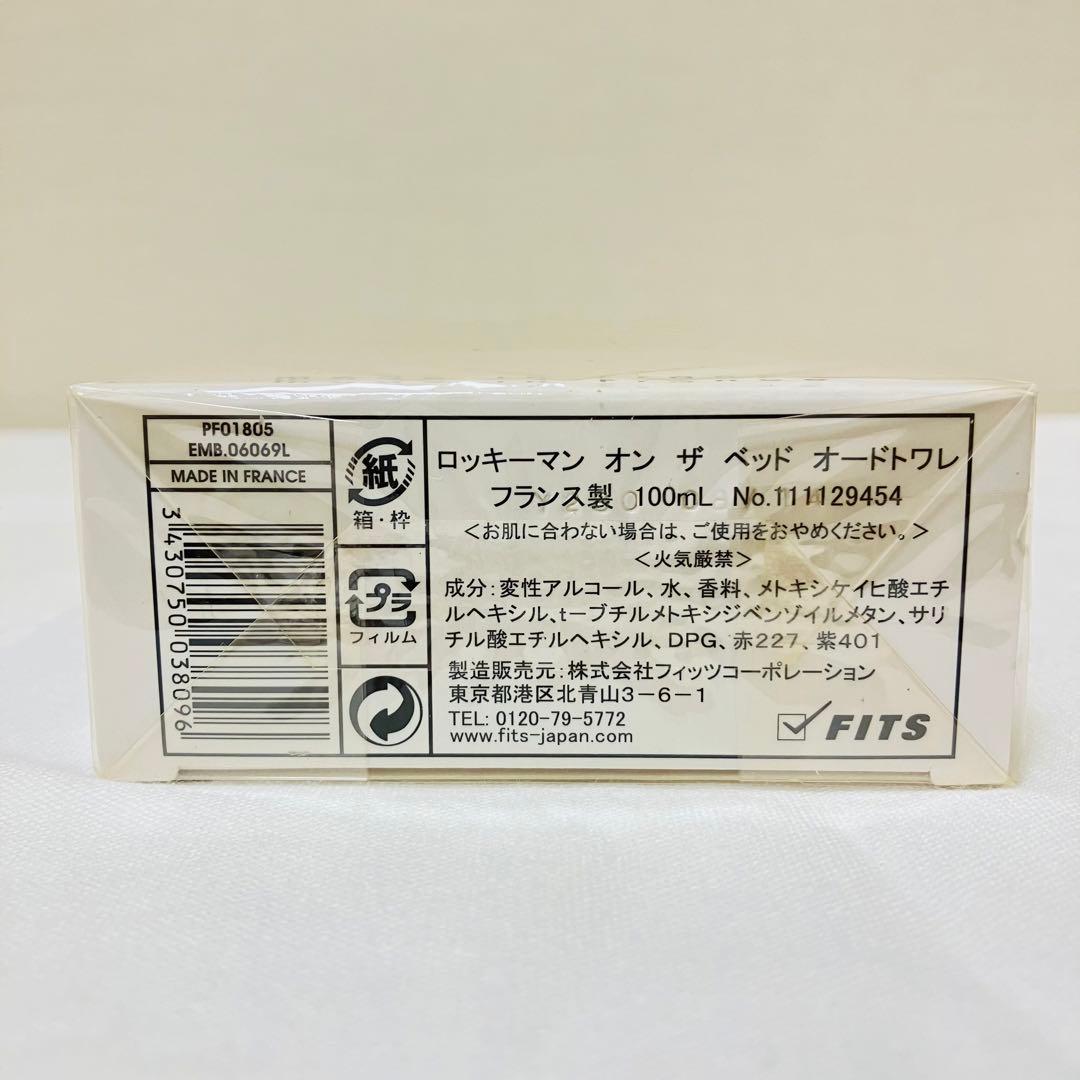 PF01805
EMB.06069L
MADE IN FRANCE
3 430750 038096
紙
箱・枠
プラ
フィルム
ロッキーマン オン ザ ベッド オードトワレ
フランス製 100mL No.111129454
<お肌に合わない場合は、ご使用をおやめください。>
<火気厳禁>
成分:変性アルコール、水、香料、メトキシケイヒ酸エチ
ルヘキシル、t-ブチルメトキシジベンゾイルメタン、サリ
チル酸エチルヘキシル、DPG、赤227、紫401
製造販売元:株式会社フィッツコーポレーション
東京都港区北青山3-6-1
TEL: 0120-79-5772
www.fits-japan.com
FITS